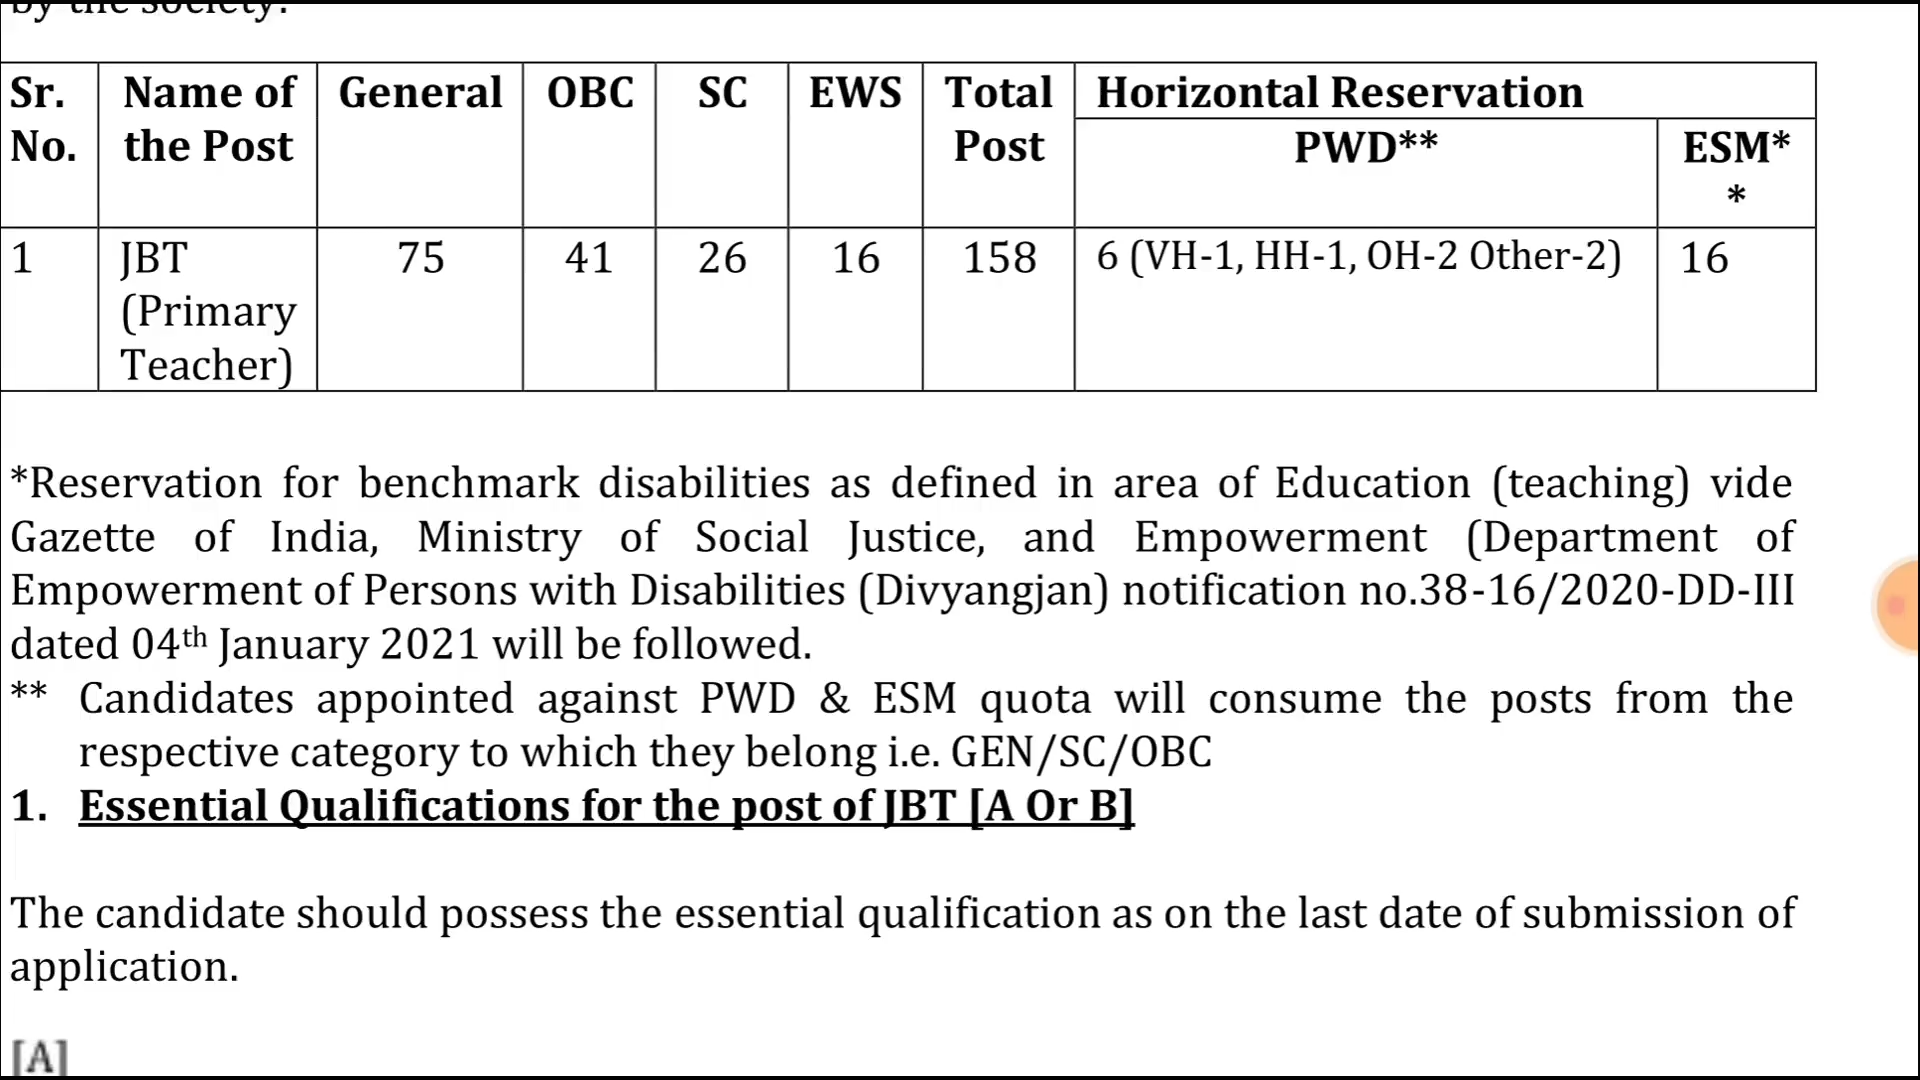 by the society.
Sr. No. Name of the Post General OBC SC EWS Total Post Horizontal Reservation
PWD** ESM* *
1 JBT (Primary Teacher) 75 41 26 16 158 6 (VH-1, HH-1, OH-2 Other-2) 16
*Reservation for benchmark disabilities as defined in area of Education (teaching) vide
Gazette of India, Ministry of Social Justice, and Empowerment (Department of
Empowerment of Persons with Disabilities (Divyangjan) notification no.38-16/2020-DD-III
dated 04th January 2021 will be followed.
** Candidates appointed against PWD & ESM quota will consume the posts from the
respective category to which they belong i.e. GEN/SC/OBC
1. Essential Qualifications for the post of JBT [A Or B]
The candidate should possess the essential qualification as on the last date of submission of
application.
[A]